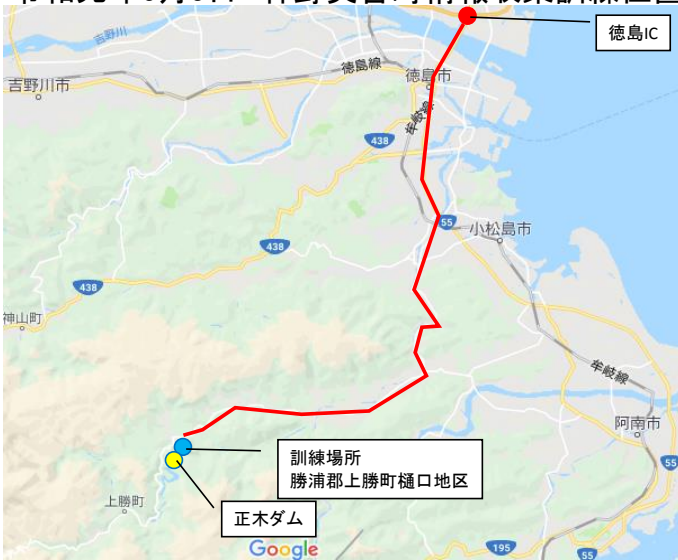 徳島IC
吉野川
徳島線
徳島市
吉野川市
牟岐線
438
55
小松島市
438
438
神山町
牟岐線
阿南市
訓練場所
勝浦郡上勝町樋口地区
55
上勝町
正木ダム
Google
195
55